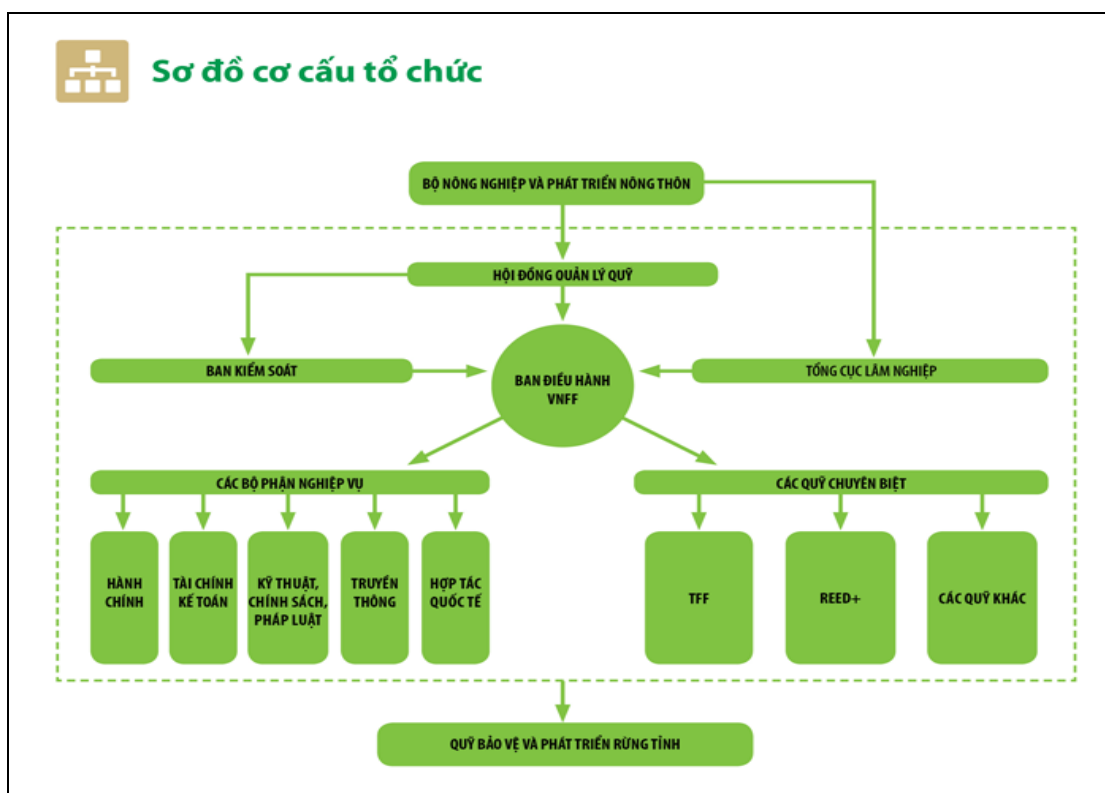 Sơ đồ cơ cấu tổ chức
BỘ NÔNG NGHIỆP VÀ PHÁT TRIỂN NÔNG THÔN
HỘI ĐỒNG QUẢN LÝ QUỸ
BAN KIỂM SOÁT
BAN ĐIỀU HÀNH
VNFF
TỔNG CỤC LÂM NGHIỆP
CÁC BỘ PHẬN NGHIỆP VỤ
CÁC QUỸ CHUYÊN BIỆT
HÀNH
CHÍNH
TÀI CHÍNH
KẾ TOÁN
KỸ THUẬT,
CHÍNH SÁCH,
PHÁP LUẬT
TRUYỀN
THÔNG
HỢP TÁC
QUỐC TẾ
TFF
REED+
CÁC QUỸ KHÁC
QUỸ BẢO VỆ VÀ PHÁT TRIỂN RỪNG TỈNH